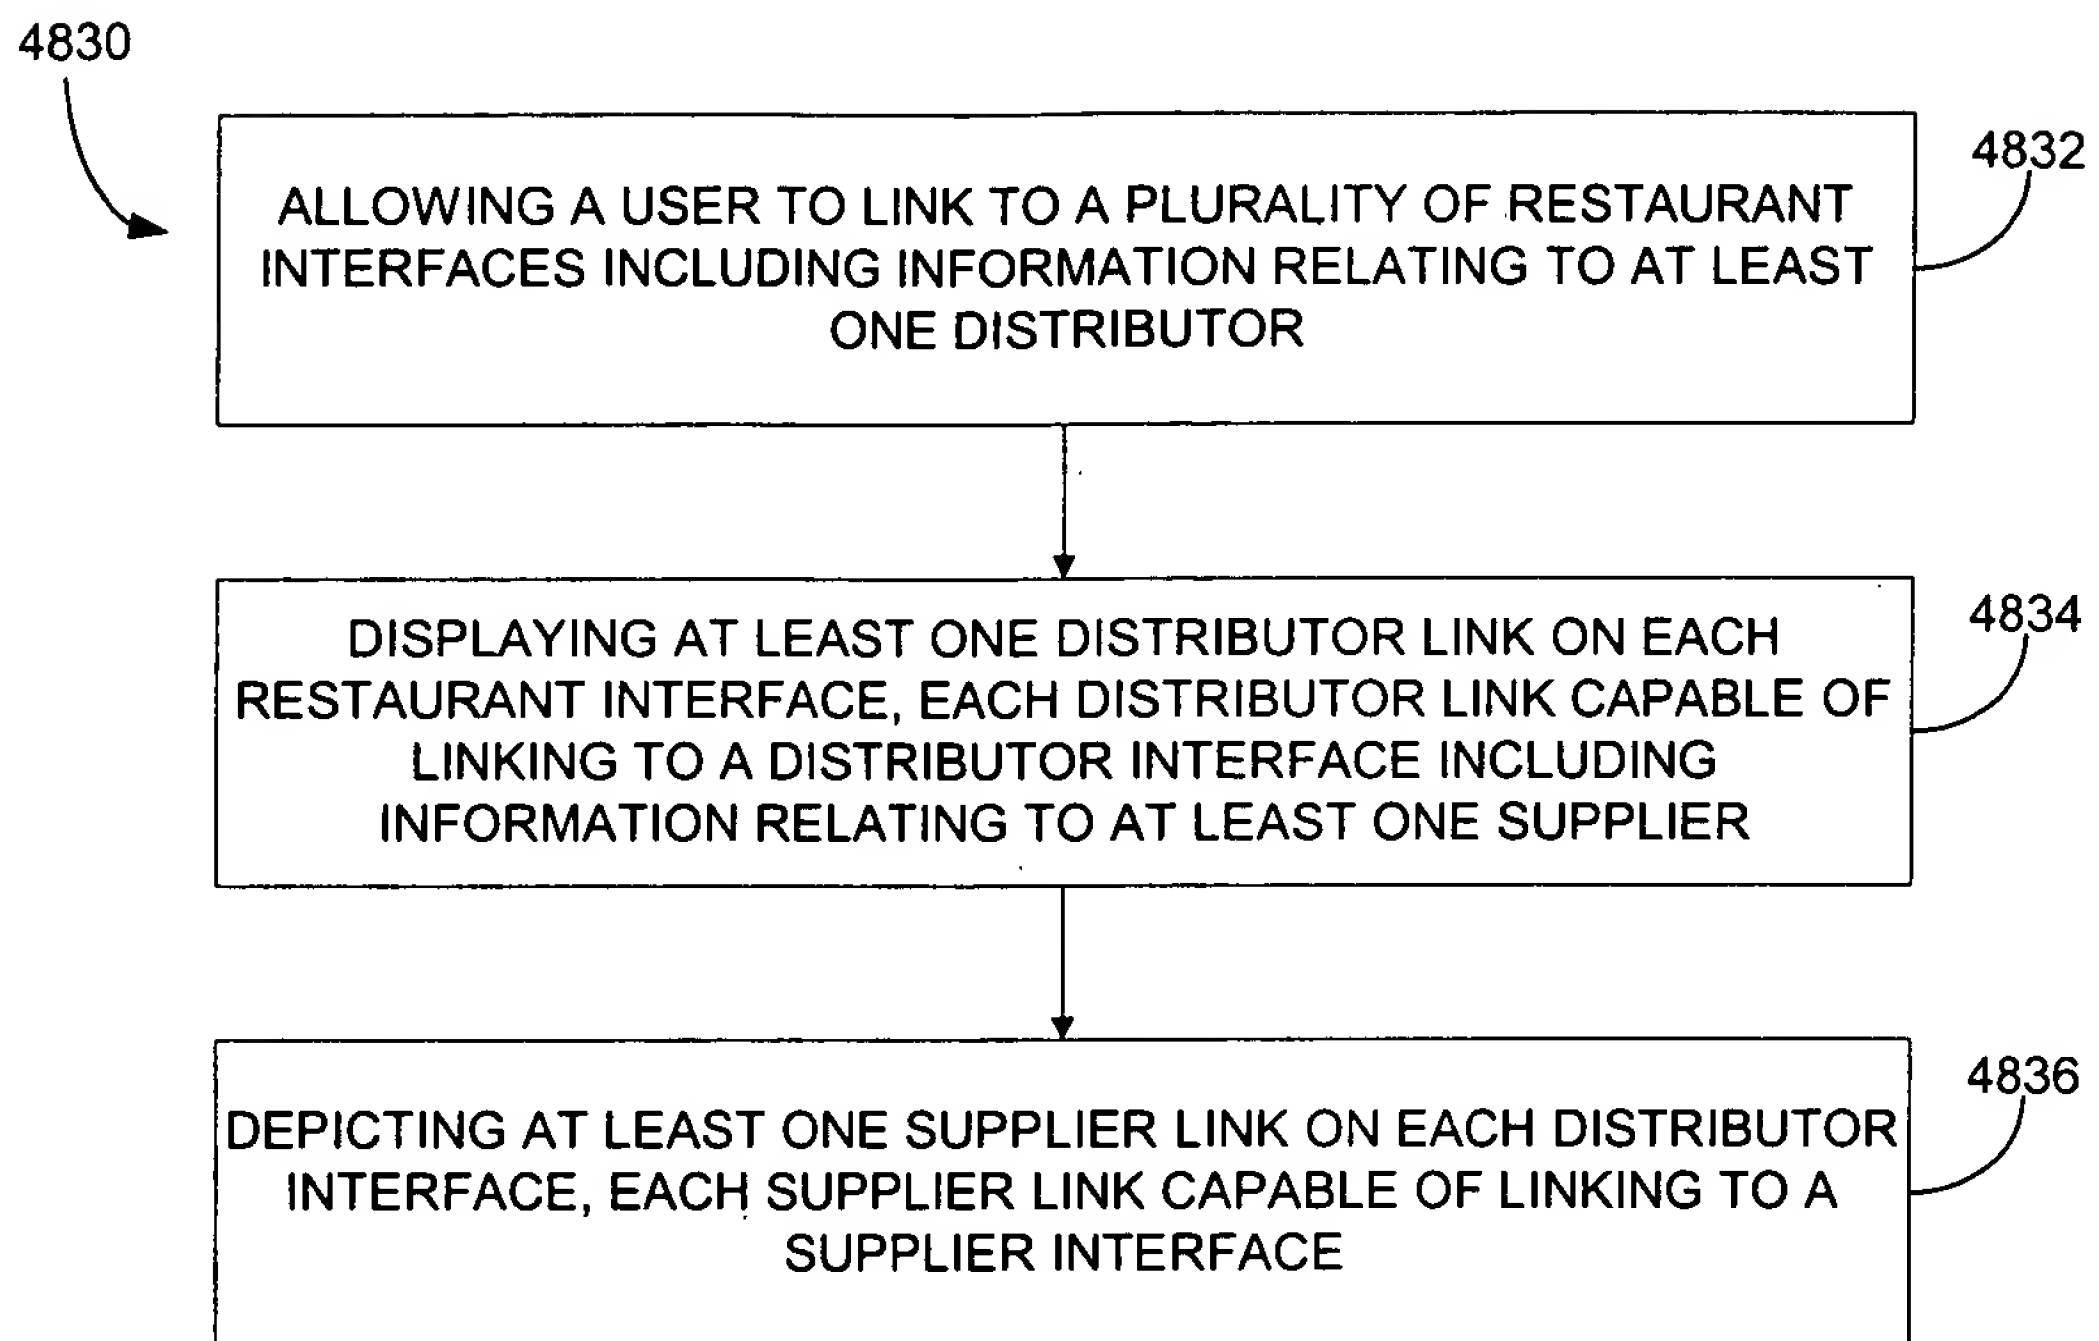 4830
4832
ALLOWING A USER TO LINK TO A PLURALITY OF RESTAURANT
INTERFACES INCLUDING INFORMATION RELATING TO AT LEAST
ONE DISTRIBUTOR
4834
DISPLAYING AT LEAST ONE DISTRIBUTOR LINK ON EACH
RESTAURANT INTERFACE, EACH DISTRIBUTOR LINK CAPABLE OF
LINKING TO A DISTRIBUTOR INTERFACE INCLUDING
INFORMATION RELATING TO AT LEAST ONE SUPPLIER
4836
DEPICTING AT LEAST ONE SUPPLIER LINK ON EACH DISTRIBUTOR
INTERFACE, EACH SUPPLIER LINK CAPABLE OF LINKING TO A
SUPPLIER INTERFACE